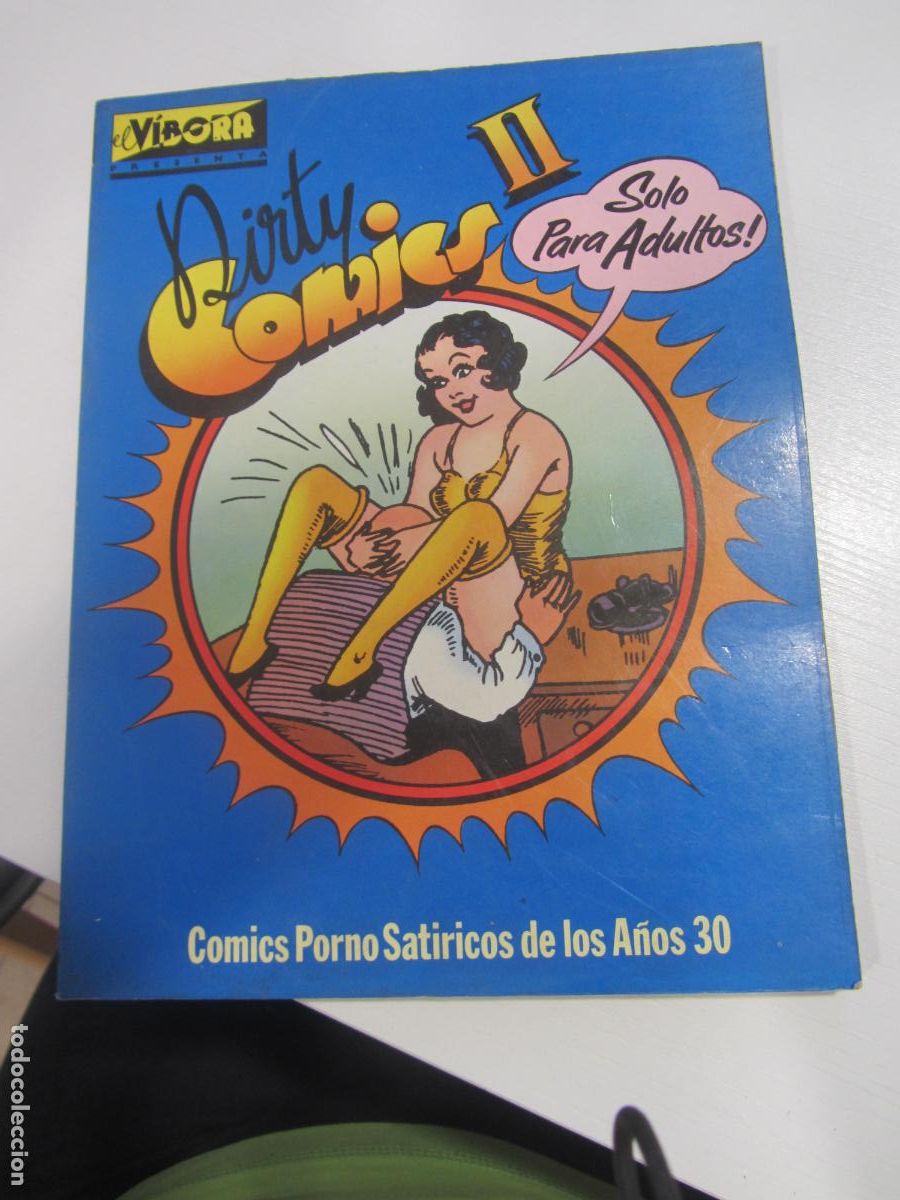 el VÍBORA
PRESENTA
Dirty
Comics II
Solo
Para Adultos!
Comics Porno Satiricos de los Años 30
todocoleccion